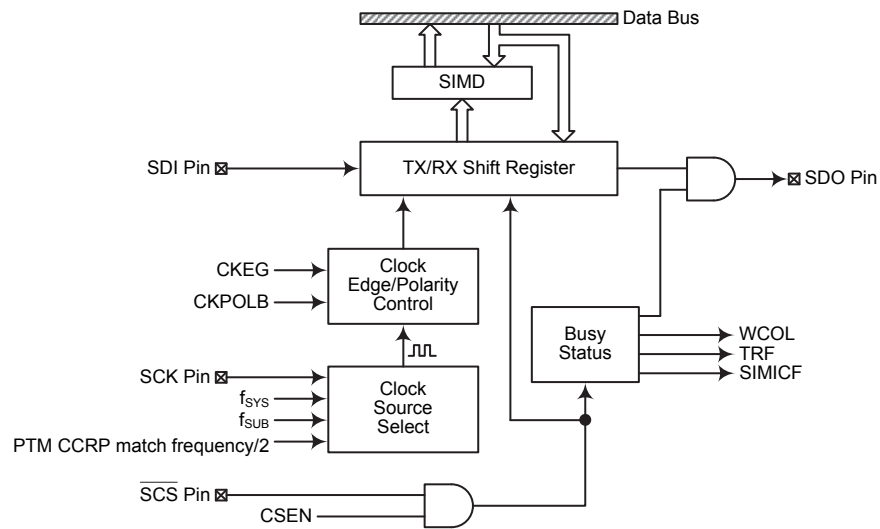 Data Bus
SIMD
SDI Pin
TX/RX Shift Register
SDO Pin
CKEG
CKPOLB
Clock
Edge/Polarity
Control
Busy
Status
WCOL
TRF
SIMICF
SCK Pin
fSYS
fSUB
PTM CCRP match frequency/2
Clock
Source
Select
SCS Pin
CSEN